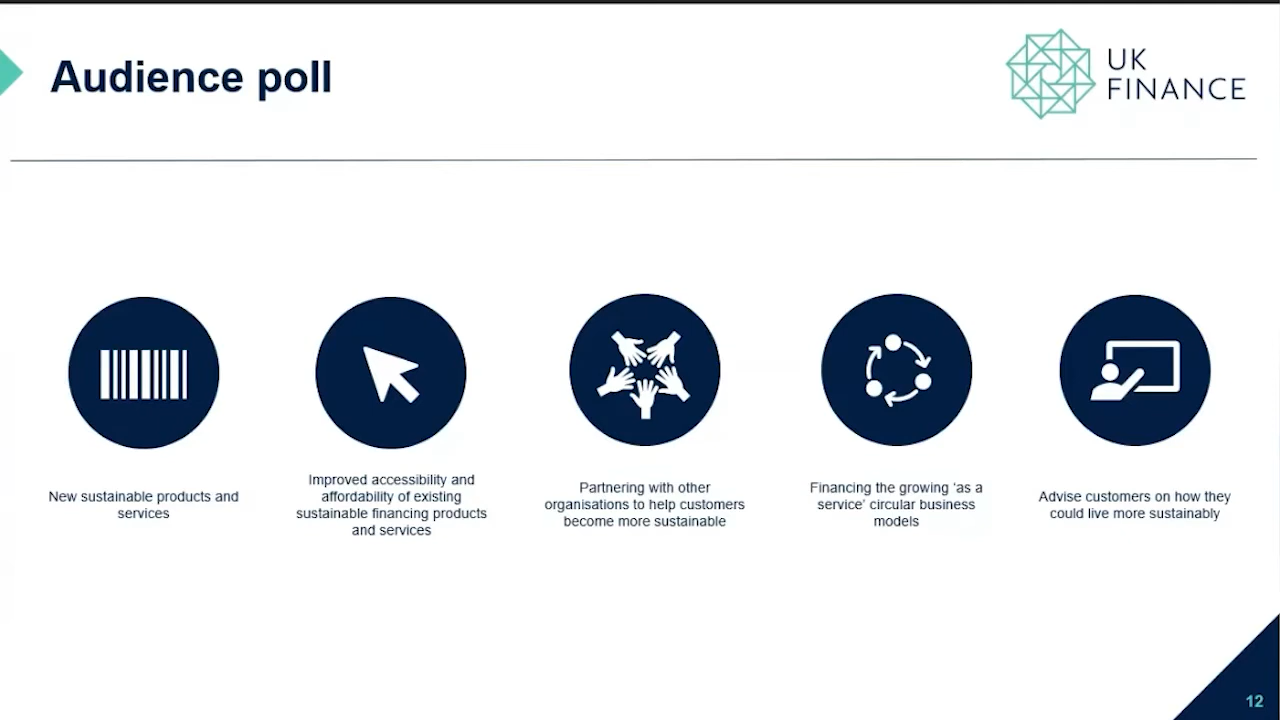 Audience poll
UK
FINANCE
New sustainable products and
services
Improved accessibility and
affordability of existing
sustainable financing products
and services
Partnering with other
organisations to help customers
become more sustainable
Financing the growing ‘as a
service’ circular business
models
Advise customers on how they
could live more sustainably
12